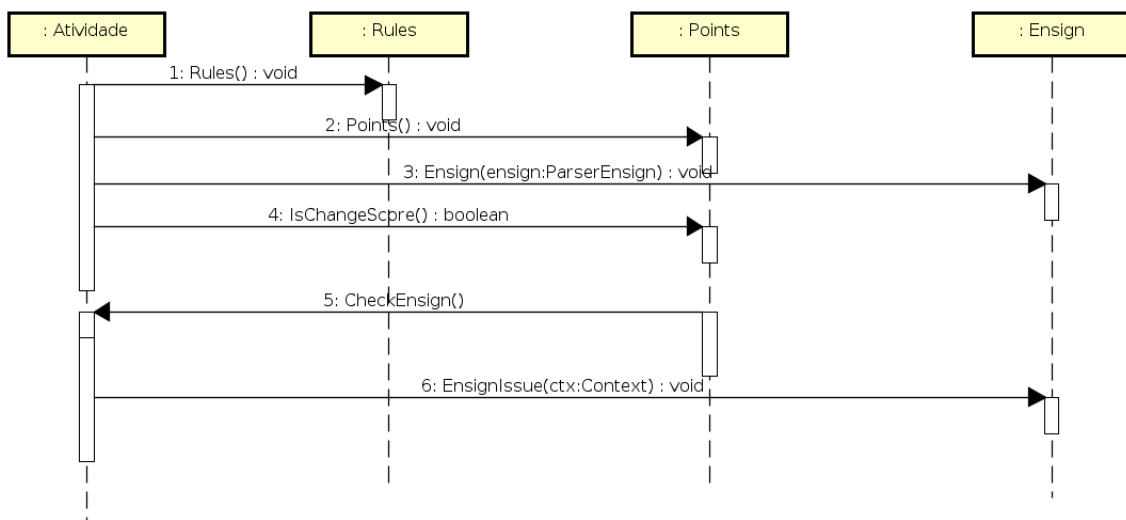 : Atividade
: Rules
: Points
: Ensign
1: Rules() : void
2: Points() : void
3: Ensign(ensign:ParserEnsign) : void
4: IsChangeScore() : boolean
5: CheckEnsign()
6: EnsignIssue(ctx:Context) : void